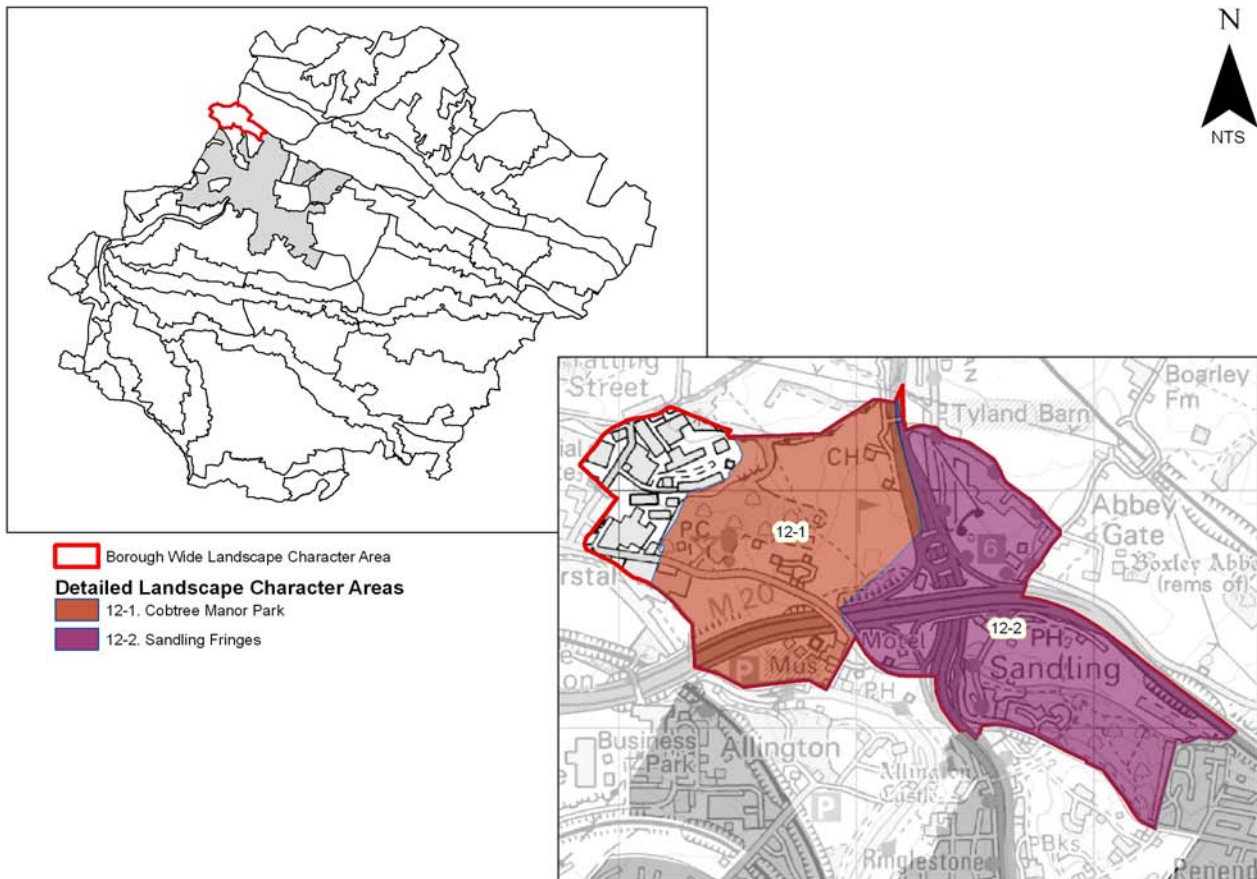 N
NTS
Borough Wide Landscape Character Area
Detailed Landscape Character Areas
12-1. Cobtree Manor Park
12-2. Sandling Fringes
Street
Tyland Barn
Boarley
Fm
CH
Abbey
Gate
PC
12-1
6
Boxley Abbey
(rems of)
M 20
12-2
PH
Motel
Sandling
Mus
P
PH
Business
Park
Allington
Allington
Castle
P
PBks
Ringlestone